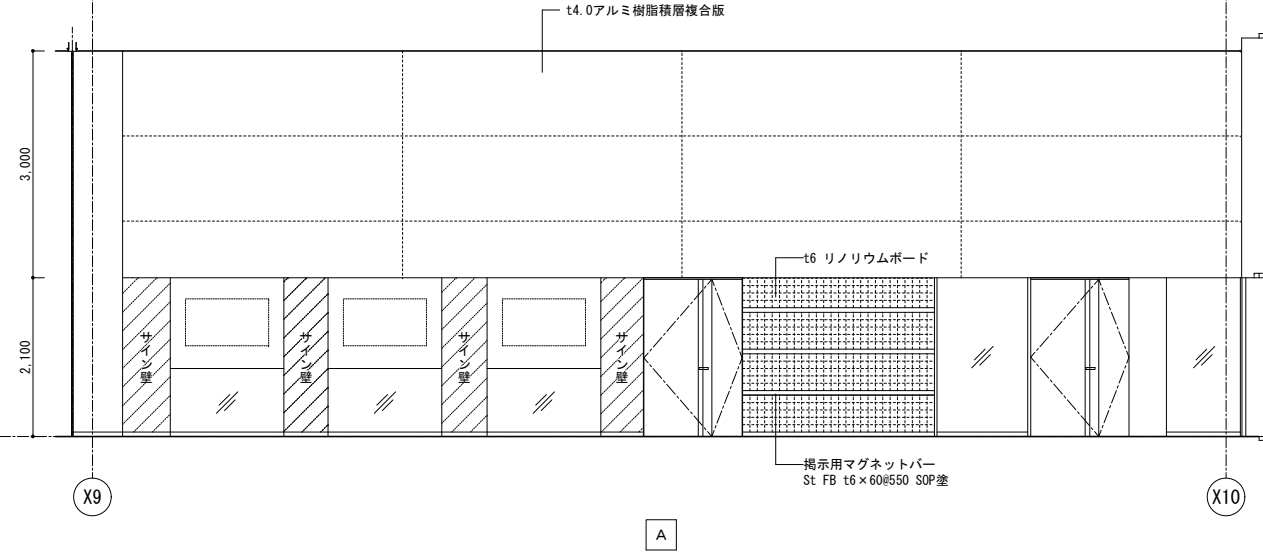 t4.0アルミ樹脂積層複合版
3,000
t6 リノリウムボード
2,100
サイン壁
サイン壁
サイン壁
サイン壁
掲示用マグネットバー
St FB t6×60@550 SOP塗
X9
X10
A